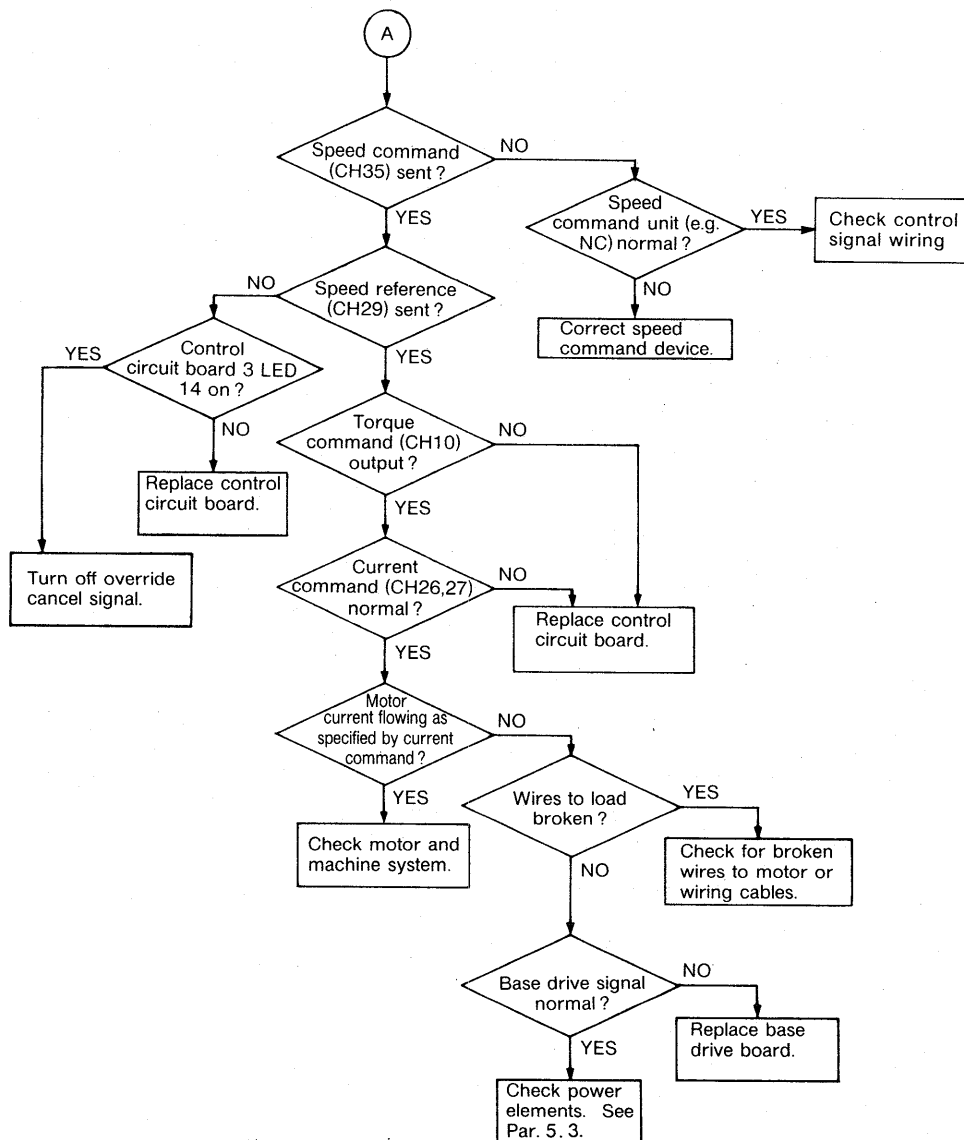 A
Speed command
(CH35) sent ?
NO
YES
Speed
command unit (e.g.
NC) normal ?
YES
Check control
signal wiring
NO
Correct speed
command device.
Speed reference
(CH29) sent ?
NO
YES
Control
circuit board 3 LED
14 on ?
YES
NO
Replace control
circuit board.
Turn off override
cancel signal.
Torque
command (CH10)
output ?
NO
YES
Current
command (CH26,27)
normal ?
NO
Replace control
circuit board.
YES
Motor
current flowing as
specified by current
command ?
NO
YES
Check motor and
machine system.
Wires to load
broken ?
YES
Check for broken
wires to motor or
wiring cables.
NO
Base drive signal
normal ?
NO
Replace base
drive board.
YES
Check power
elements. See
Par. 5. 3.